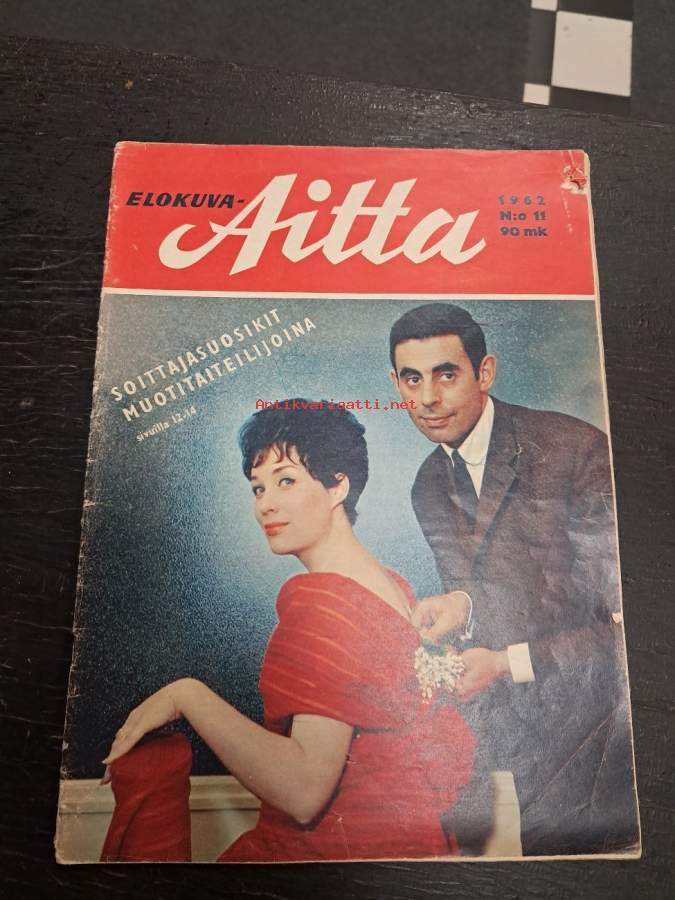 ELOKUVA-Aitta
1962
N:o 11
90 mk
SOITTAJASUOSIKIT
MUOTITAITEILIJOINA
sivuilla 12-14
Antikvariaatti.net